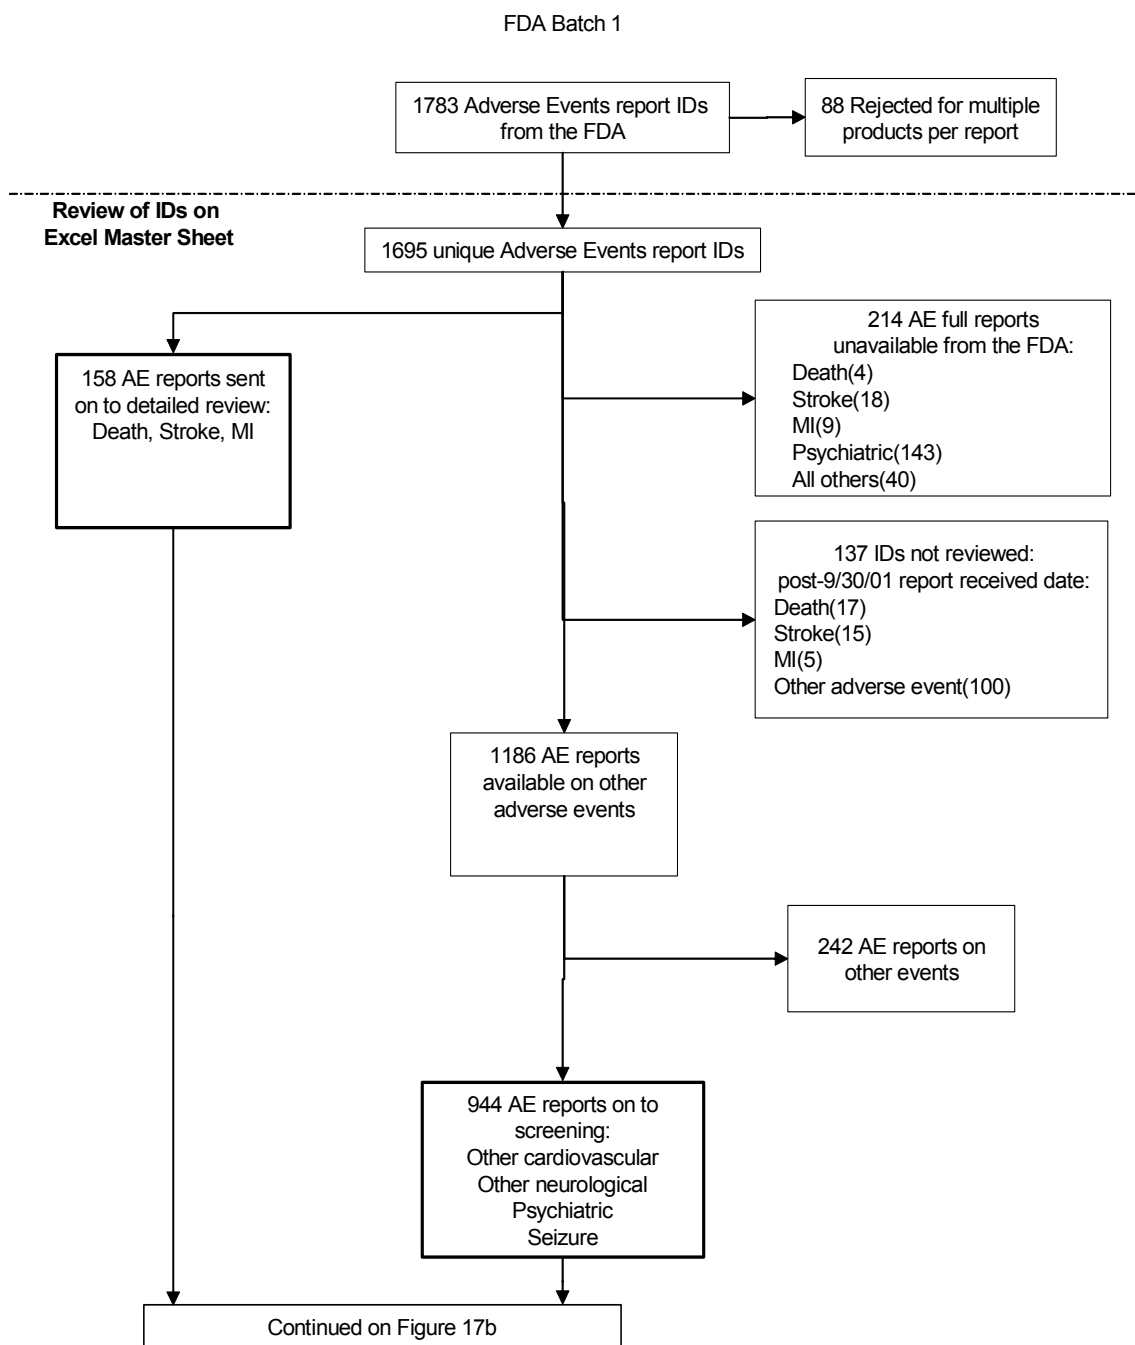 FDA Batch 1
1783 Adverse Events report IDs
from the FDA
88 Rejected for multiple
products per report
Review of IDs on
Excel Master Sheet
1695 unique Adverse Events report IDs
158 AE reports sent
on to detailed review:
Death, Stroke, MI
214 AE full reports
unavailable from the FDA:
Death(4)
Stroke(18)
MI(9)
Psychiatric(143)
All others(40)
137 IDs not reviewed:
post-9/30/01 report received date:
Death(17)
Stroke(15)
MI(5)
Other adverse event(100)
1186 AE reports
available on other
adverse events
242 AE reports on
other events
944 AE reports on to
screening:
Other cardiovascular
Other neurological
Psychiatric
Seizure
Continued on Figure 17b